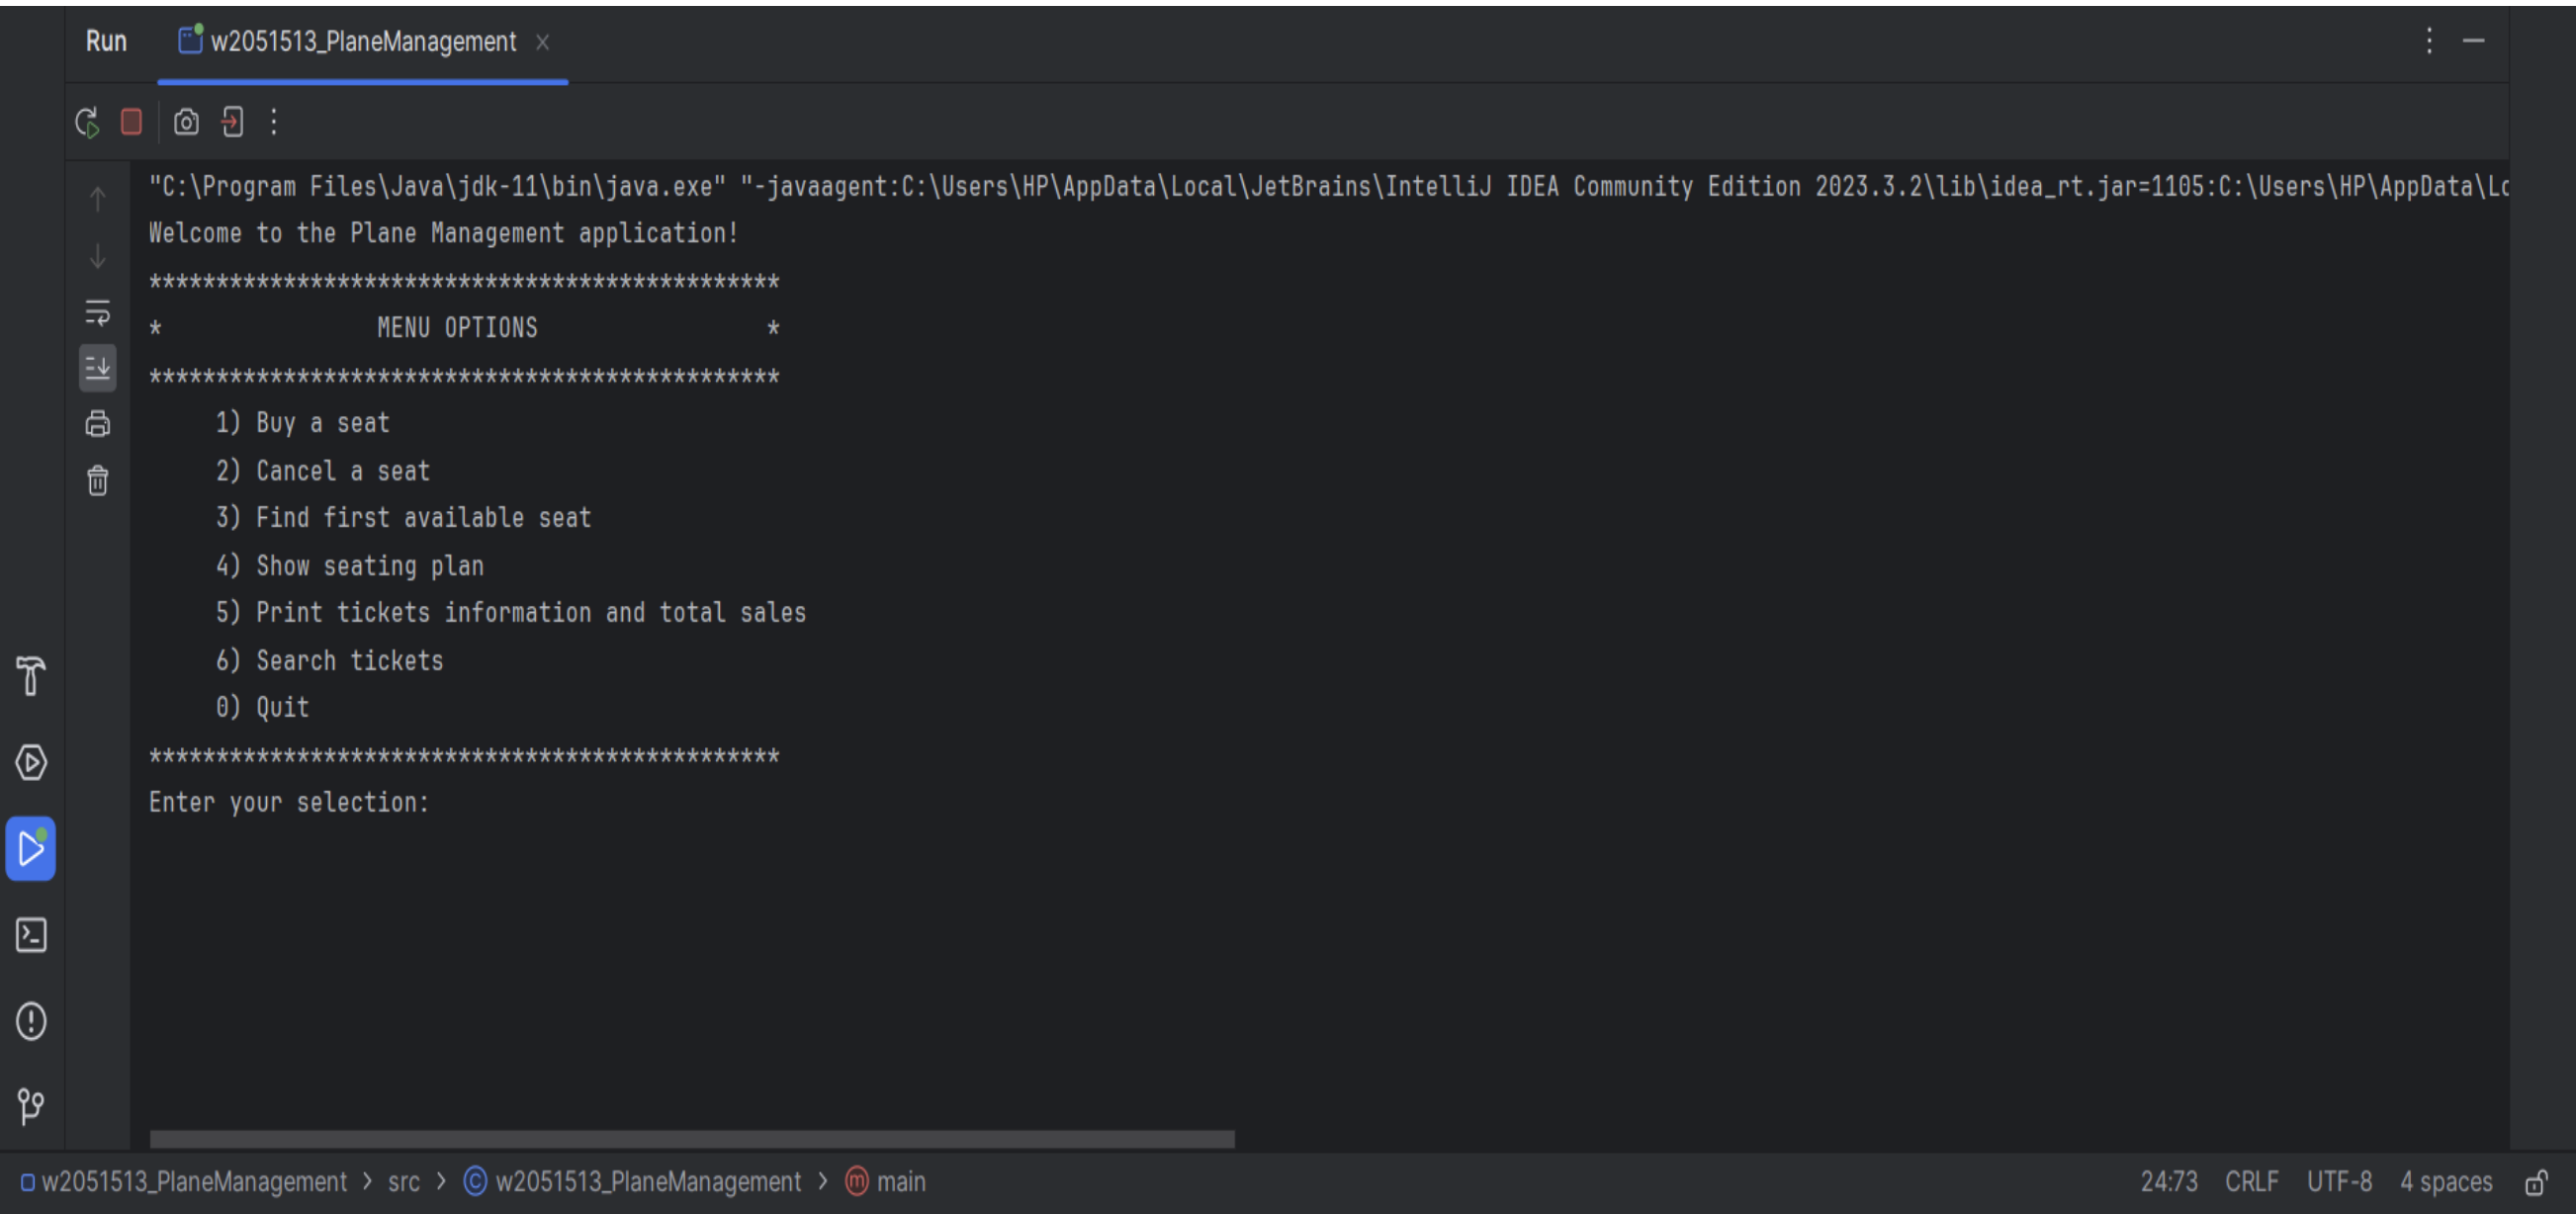 Run w2051513_PlaneManagement
"C:\Program Files\Java\jdk-11\bin\java.exe" "-javaagent:C:\Users\HP\AppData\Local\JetBrains\IntelliJ IDEA Community Edition 2023.3.2\lib\idea_rt.jar=1105:C:\Users\HP\AppData\Lo
Welcome to the Plane Management application!
***********************************************
*                MENU OPTIONS                 *
***********************************************
     1) Buy a seat
     2) Cancel a seat
     3) Find first available seat
     4) Show seating plan
     5) Print tickets information and total sales
     6) Search tickets
     0) Quit
***********************************************
Enter your selection:
w2051513_PlaneManagement > src > w2051513_PlaneManagement > main 24:73 CRLF UTF-8 4 spaces